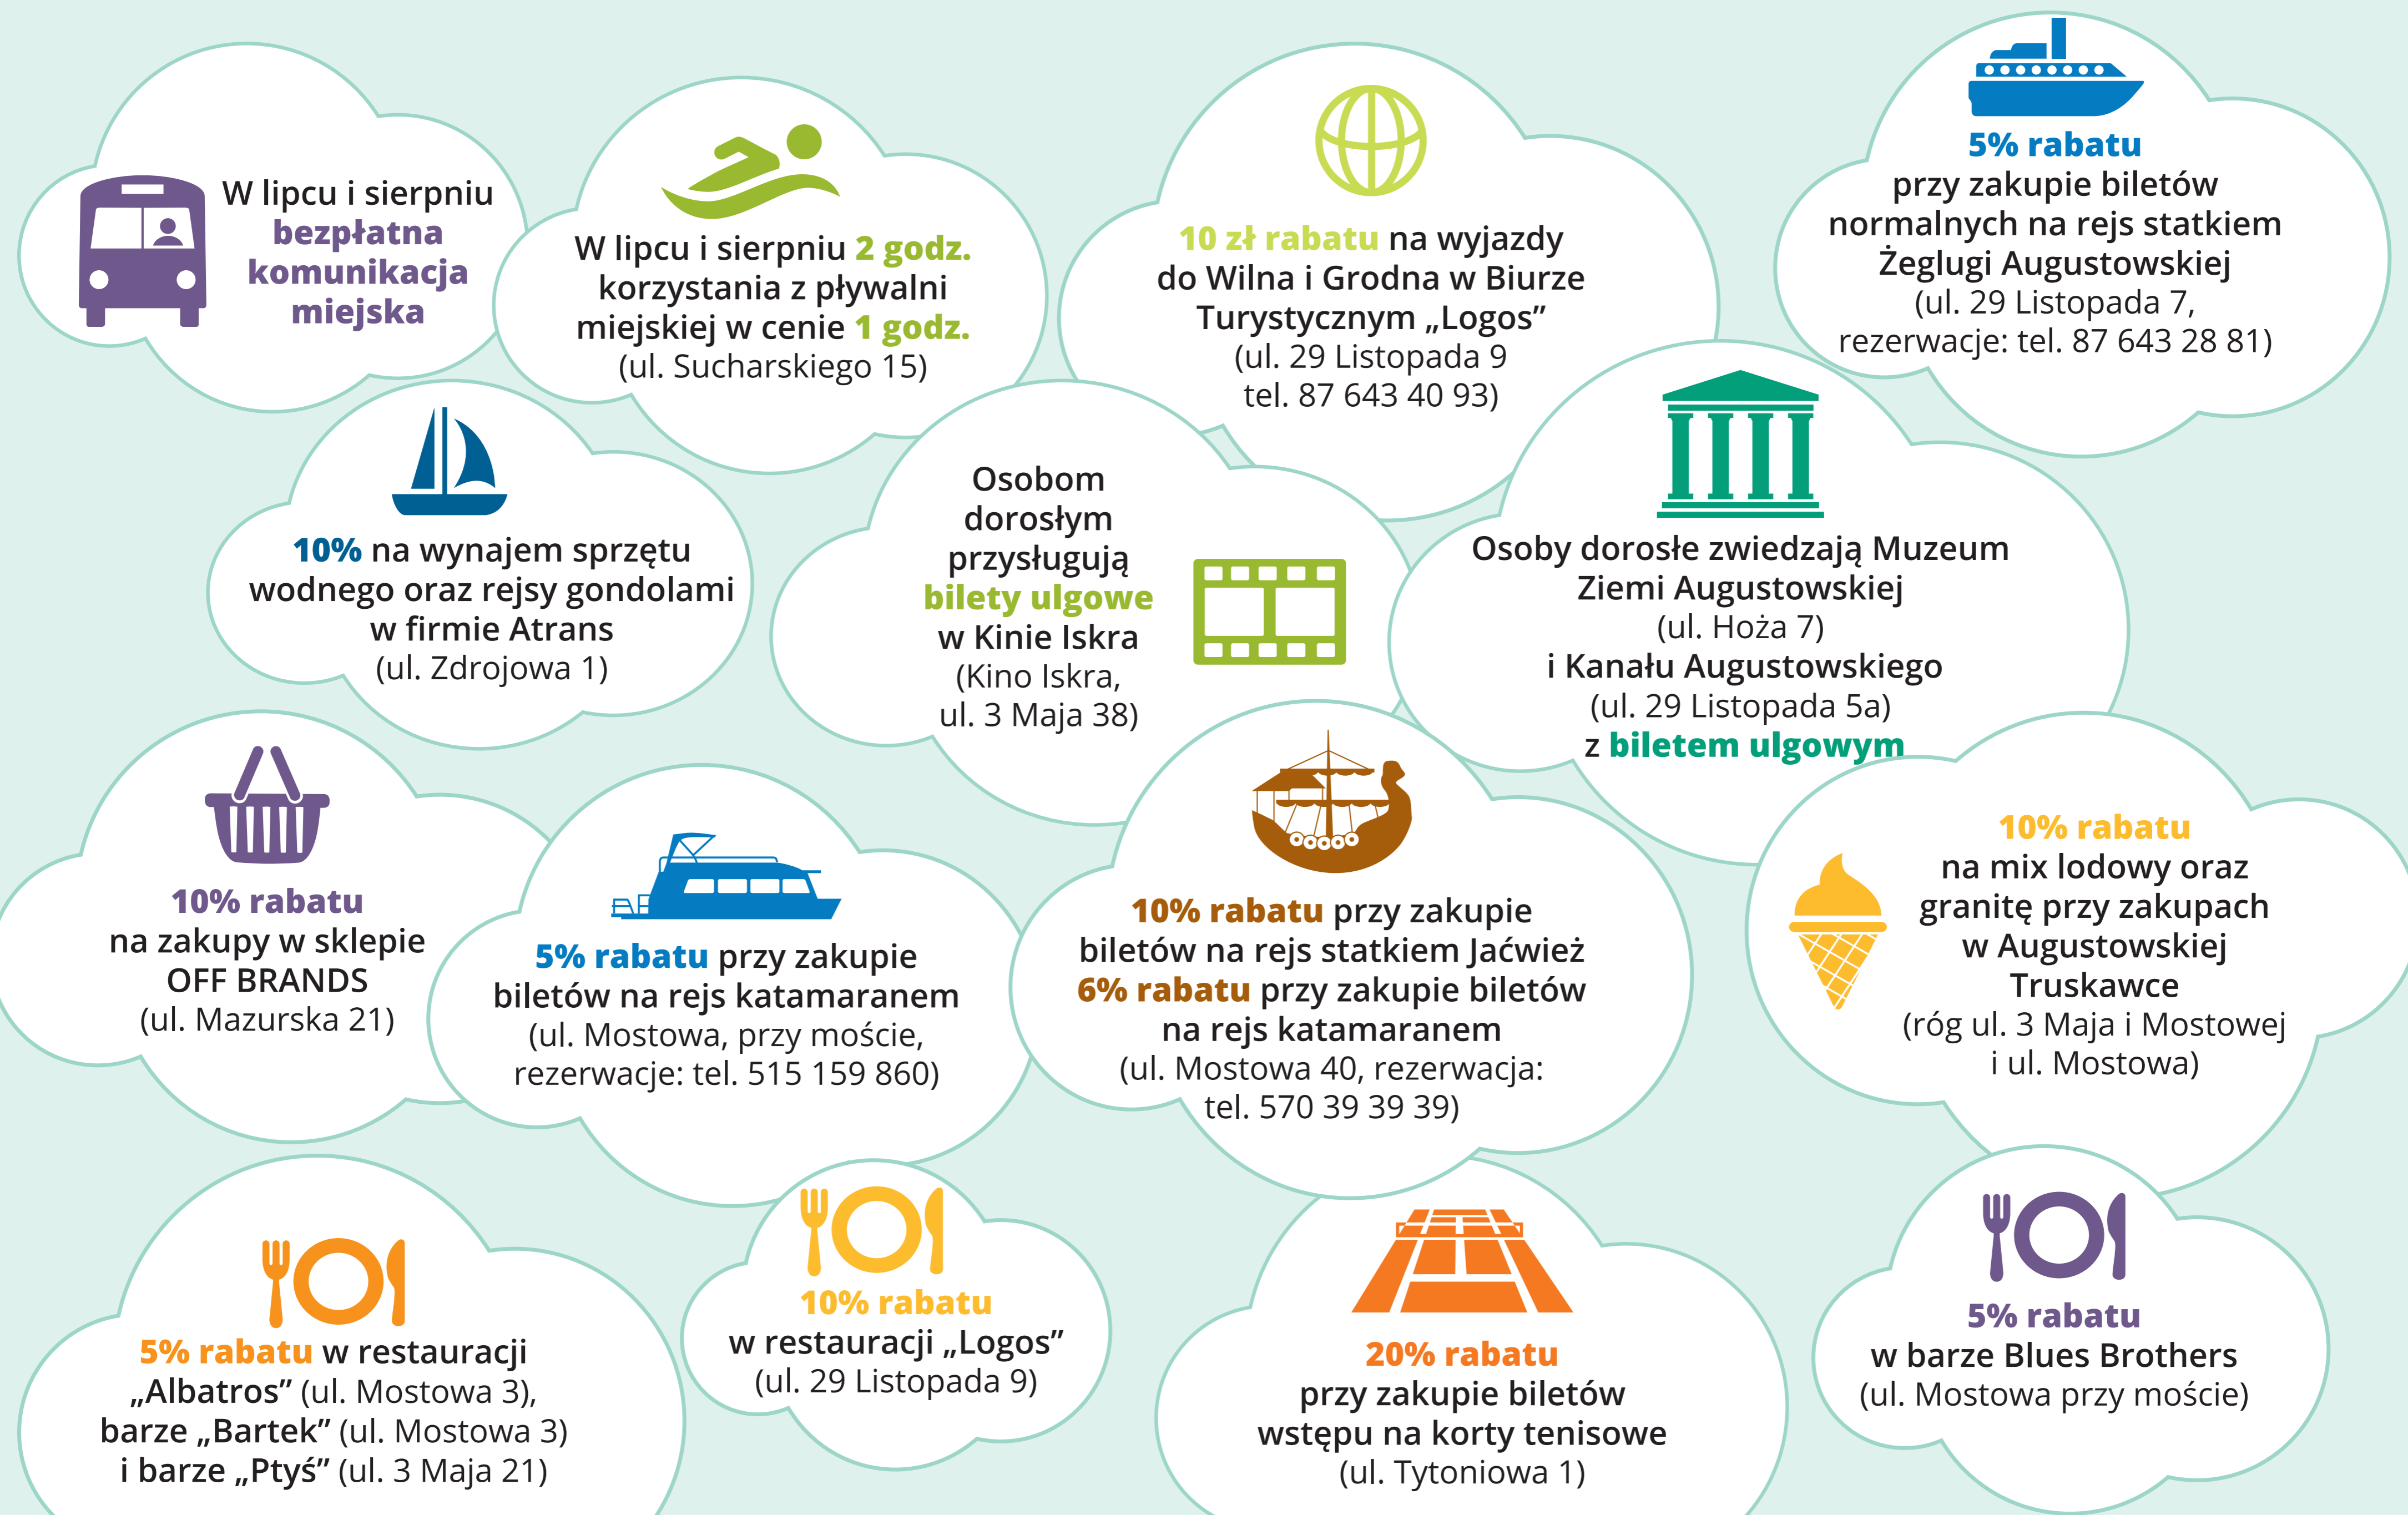 W lipcu i sierpniu
bezpłatna
komunikacja
miejska
W lipcu i sierpniu 2 godz.
korzystania z pływalni
miejskiej w cenie 1 godz.
(ul. Sucharskiego 15)
10 zł rabatu na wyjazdy
do Wilna i Grodna w Biurze
Turystycznym „Logos”
(ul. 29 Listopada 9
tel. 87 643 40 93)
5% rabatu
przy zakupie biletów
normalnych na rejs statkiem
Żeglugi Augustowskiej
(ul. 29 Listopada 7,
rezerwacje: tel. 87 643 28 81)
10% na wynajem sprzętu
wodnego oraz rejsy gondolami
w firmie Atrans
(ul. Zdrojowa 1)
Osobom
dorosłym
przysługują
bilety ulgowe
w Kinie Iskra
(Kino Iskra,
ul. 3 Maja 38)
Osoby dorosłe zwiedzają Muzeum
Ziemi Augustowskiej
(ul. Hoża 7)
i Kanału Augustowskiego
(ul. 29 Listopada 5a)
z biletem ulgowym
10% rabatu
na zakupy w sklepie
OFF BRANDS
(ul. Mazurska 21)
5% rabatu przy zakupie
biletów na rejs katamaranem
(ul. Mostowa, przy moście,
rezerwacje: tel. 515 159 860)
10% rabatu przy zakupie
biletów na rejs statkiem Jaćwież
6% rabatu przy zakupie biletów
na rejs katamaranem
(ul. Mostowa 40, rezerwacja:
tel. 570 39 39 39)
10% rabatu
na mix lodowy oraz
granitę przy zakupach
w Augustowskiej
Truskawce
(róg ul. 3 Maja i Mostowej
i ul. Mostowa)
5% rabatu w restauracji
„Albatros” (ul. Mostowa 3),
barze „Bartek” (ul. Mostowa 3)
i barze „Ptyś” (ul. 3 Maja 21)
10% rabatu
w restauracji „Logos”
(ul. 29 Listopada 9)
20% rabatu
przy zakupie biletów
wstępu na korty tenisowe
(ul. Tytoniowa 1)
5% rabatu
w barze Blues Brothers
(ul. Mostowa przy moście)